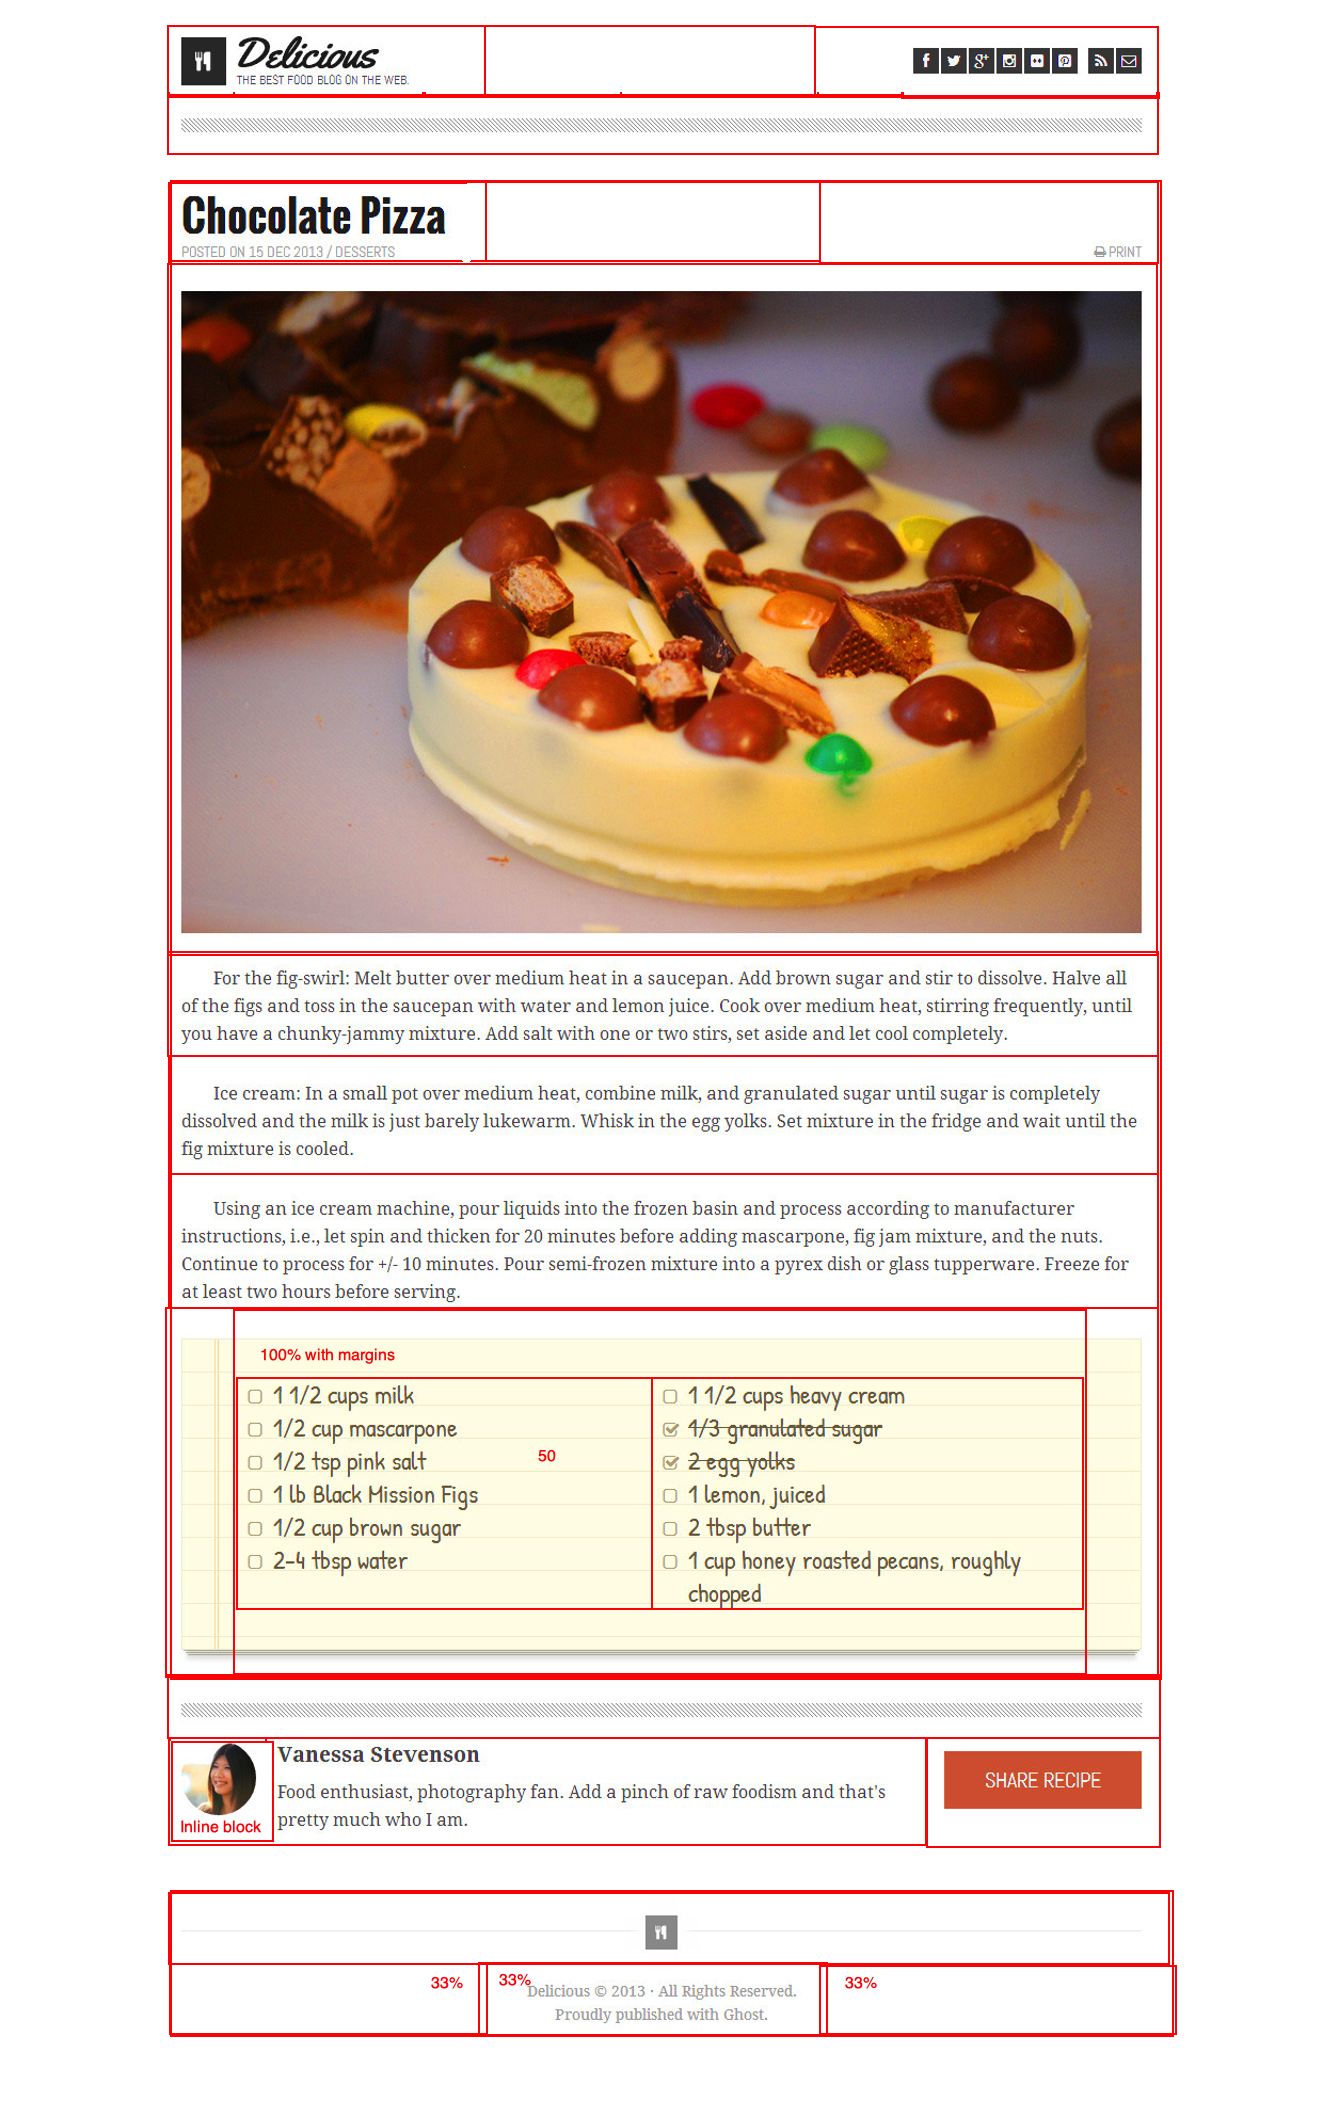 Delicious
THE BEST FOOD BLOG ON THE WEB.
Chocolate Pizza
POSTED ON 15 DEC 2013 / DESSERTS
PRINT
For the fig-swirl: Melt butter over medium heat in a saucepan. Add brown sugar and stir to dissolve. Halve all
of the figs and toss in the saucepan with water and lemon juice. Cook over medium heat, stirring frequently, until
you have a chunky-jammy mixture. Add salt with one or two stirs, set aside and let cool completely.
Ice cream: In a small pot over medium heat, combine milk, and granulated sugar until sugar is completely
dissolved and the milk is just barely lukewarm. Whisk in the egg yolks. Set mixture in the fridge and wait until the
fig mixture is cooled.
Using an ice cream machine, pour liquids into the frozen basin and process according to manufacturer
instructions, i.e., let spin and thicken for 20 minutes before adding mascarpone, fig jam mixture, and the nuts.
Continue to process for +/- 10 minutes. Pour semi-frozen mixture into a pyrex dish or glass tupperware. Freeze for
at least two hours before serving.
100% with margins
1 1/2 cups milk
1/2 cup mascarpone
1/2 tsp pink salt
50
1 lb Black Mission Figs
1/2 cup brown sugar
2-4 tbsp water
1 1/2 cups heavy cream
1/3 granulated sugar
2 egg yolks
1 lemon, juiced
2 tbsp butter
1 cup honey roasted pecans, roughly
chopped
Vanessa Stevenson
Food enthusiast, photography fan. Add a pinch of raw foodism and that's
pretty much who I am.
Inline block
SHARE RECIPE
33%
33%
33%
Delicious © 2013 · All Rights Reserved.
Proudly published with Ghost.